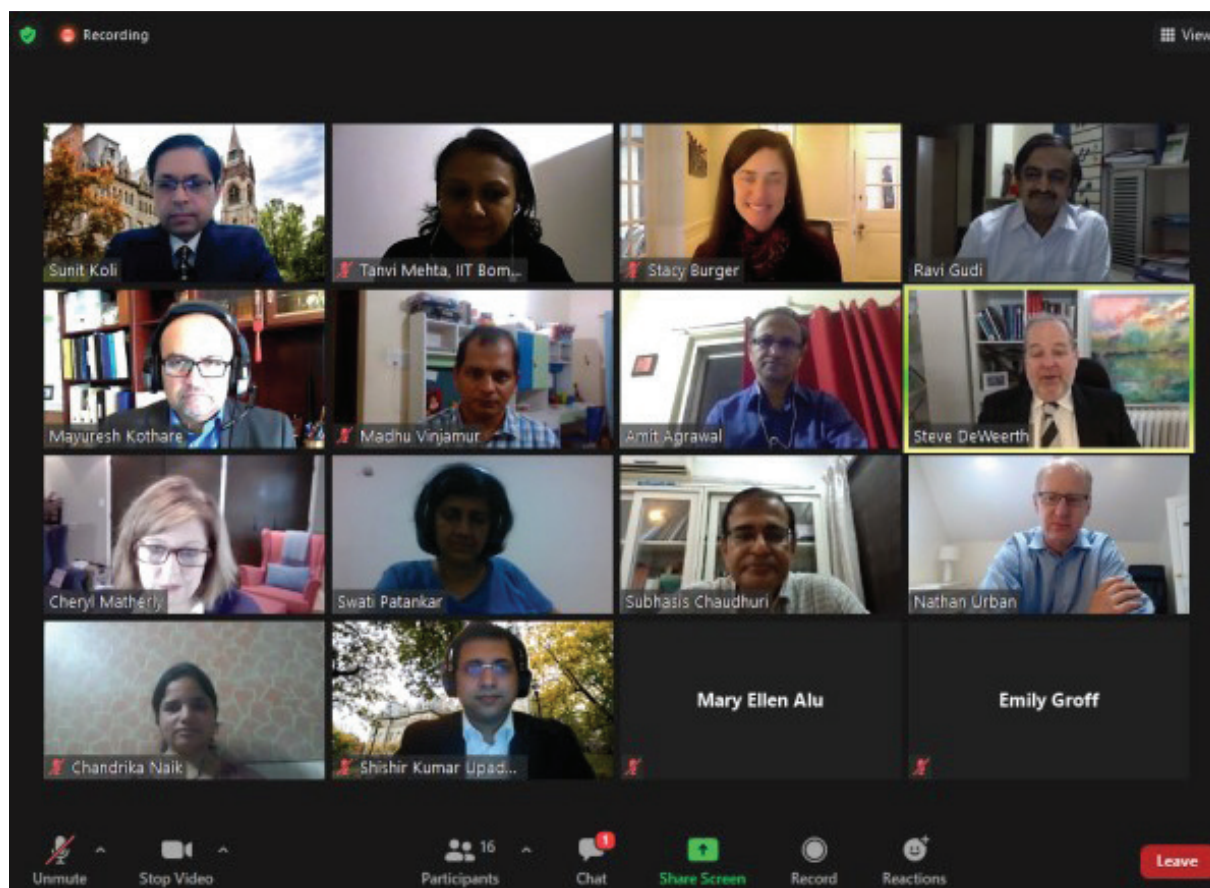 Recording
View
Sunit Koli
Tanvi Mehta, IIT Bom...
Stacy Burger
Ravi Gudi
Mayuresh Kothare
Madhu Vinjamur
Amit Agrawal
Steve DeWeerth
Cheryl Matherly
Swati Patankar
Subhasis Chaudhuri
Nathan Urban
Chandrika Naik
Shishir Kumar Upad...
Mary Ellen Alu
Emily Groff
Unmute
Stop Video
16
Participants
1
Chat
Share Screen
Record
Reactions
Leave